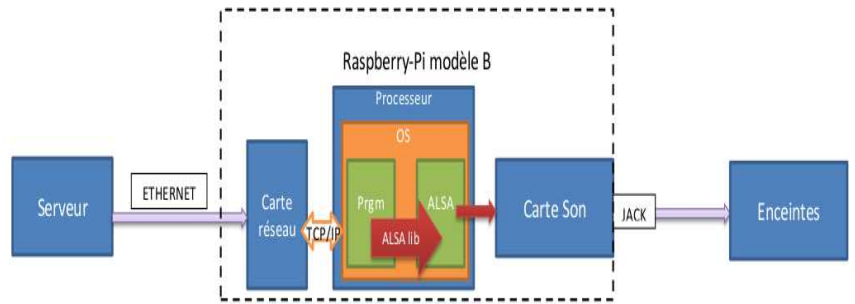 Raspberry-Pi modèle B
Processeur
OS
Serveur
ETHERNET
Carte
réseau
TCP/IP
Prgm
ALSA lib
ALSA
Carte Son
JACK
Enceintes